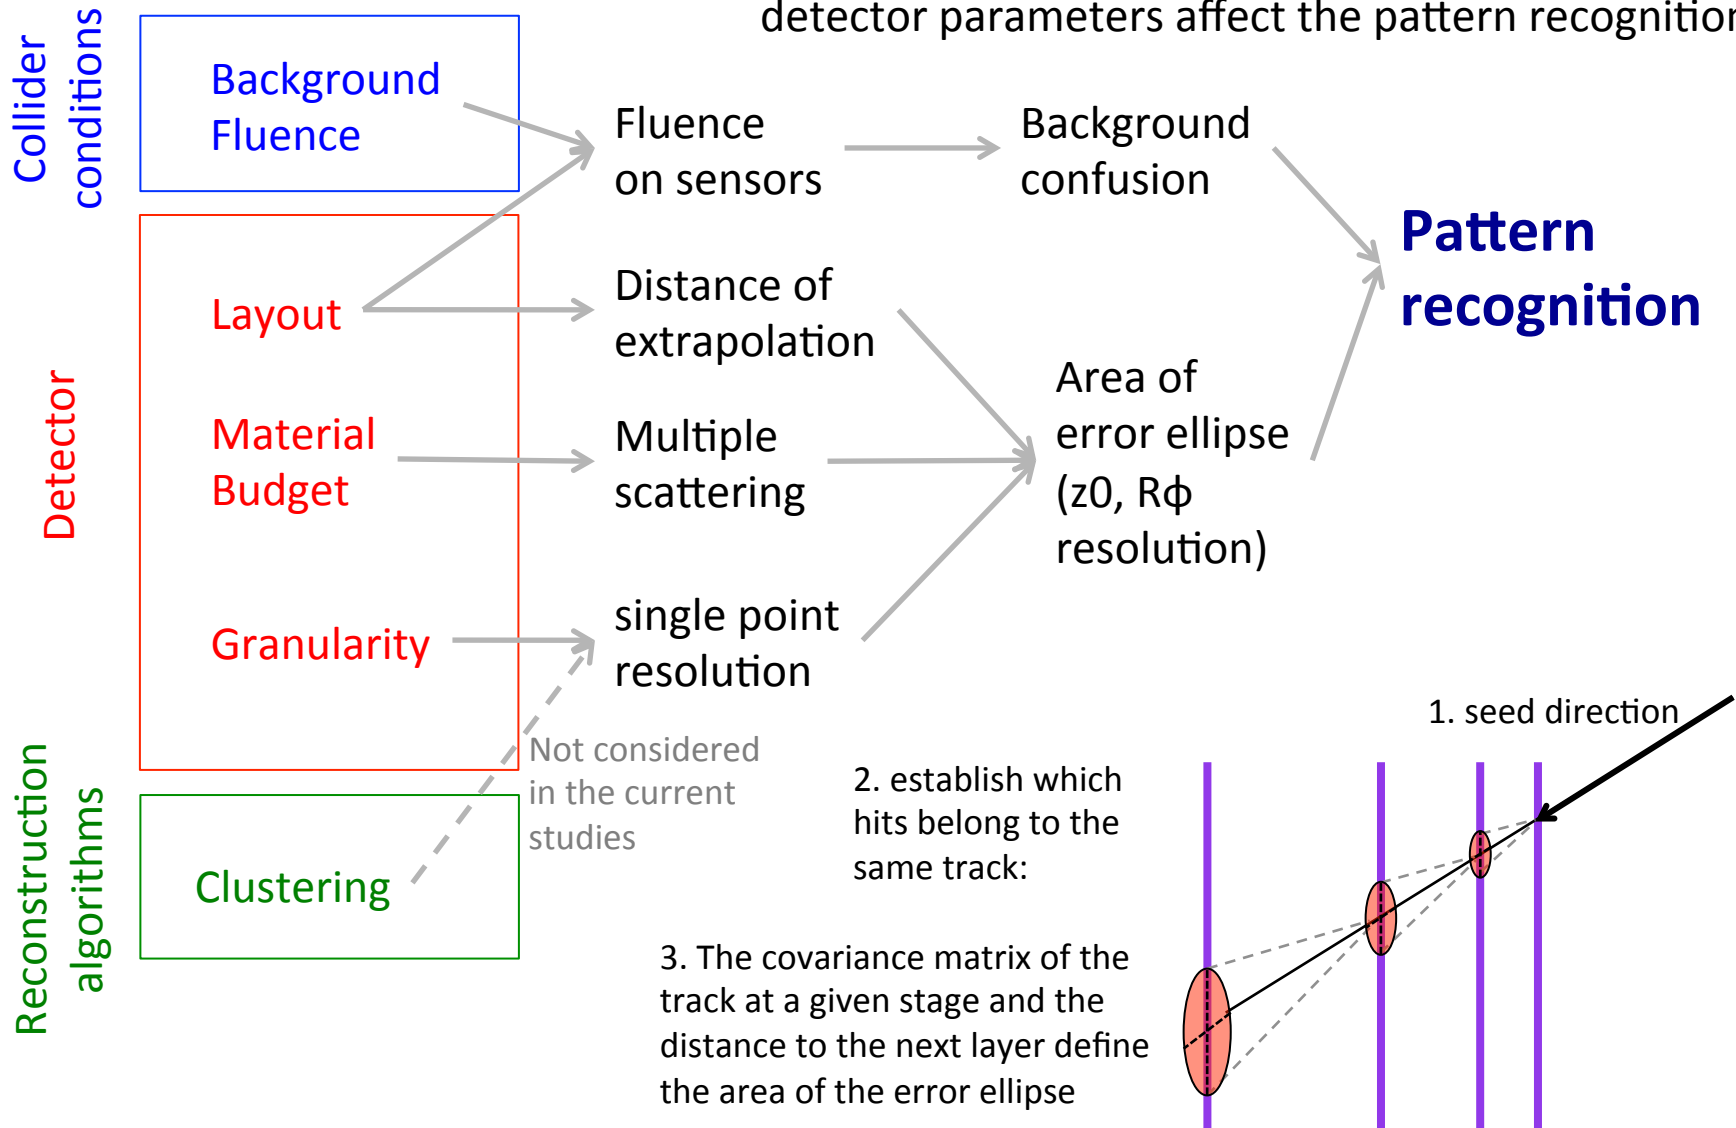 detector parameters affect the pattern recognition
Collider
conditions
Background
Fluence
Fluence
on sensors
Background
confusion
Pattern
recognition
Detector
Layout
Distance of
extrapolation
Material
Budget
Multiple
scattering
Area of
error ellipse
(z0, Rϕ
resolution)
Granularity
single point
resolution
Not considered
in the current
studies
Reconstruction
algorithms
Clustering
1. seed direction
2. establish which
hits belong to the
same track:
3. The covariance matrix of the
track at a given stage and the
distance to the next layer define
the area of the error ellipse